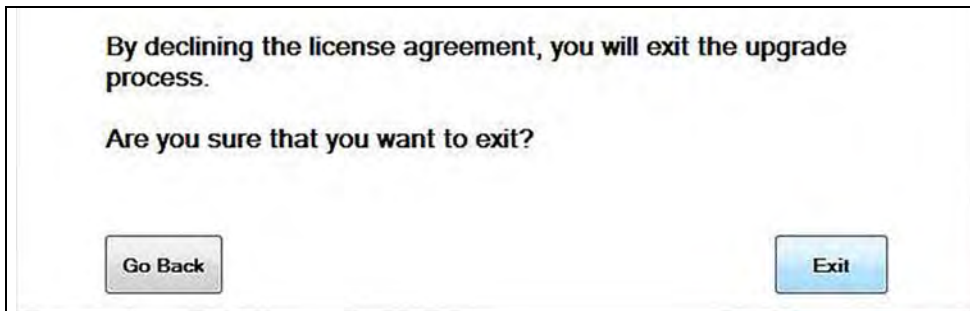 By declining the license agreement, you will exit the upgrade
process.
Are you sure that you want to exit?
Go Back
Exit